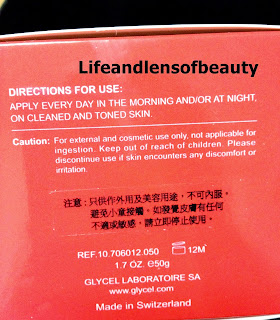 Lifeandlensofbeauty
DIRECTIONS FOR USE:
APPLY EVERY DAY IN THE MORNING AND/OR AT NIGHT,
ON CLEANED AND TONED SKIN.
Caution: For external and cosmetic use only, not applicable for
ingestion. Keep out of reach of children. Please
discontinue use if skin encounters any discomfort or
irritation.
注意：只供作外用及美容用途，不可內服。
避免小童接觸。如發覺皮膚有任何
不適或敏感，請立即停止使用。
REF.10.706012.050 12M
1.7 OZ. ℮50g
GLYCEL LABORATOIRE SA
www.glycel.com
Made in Switzerland